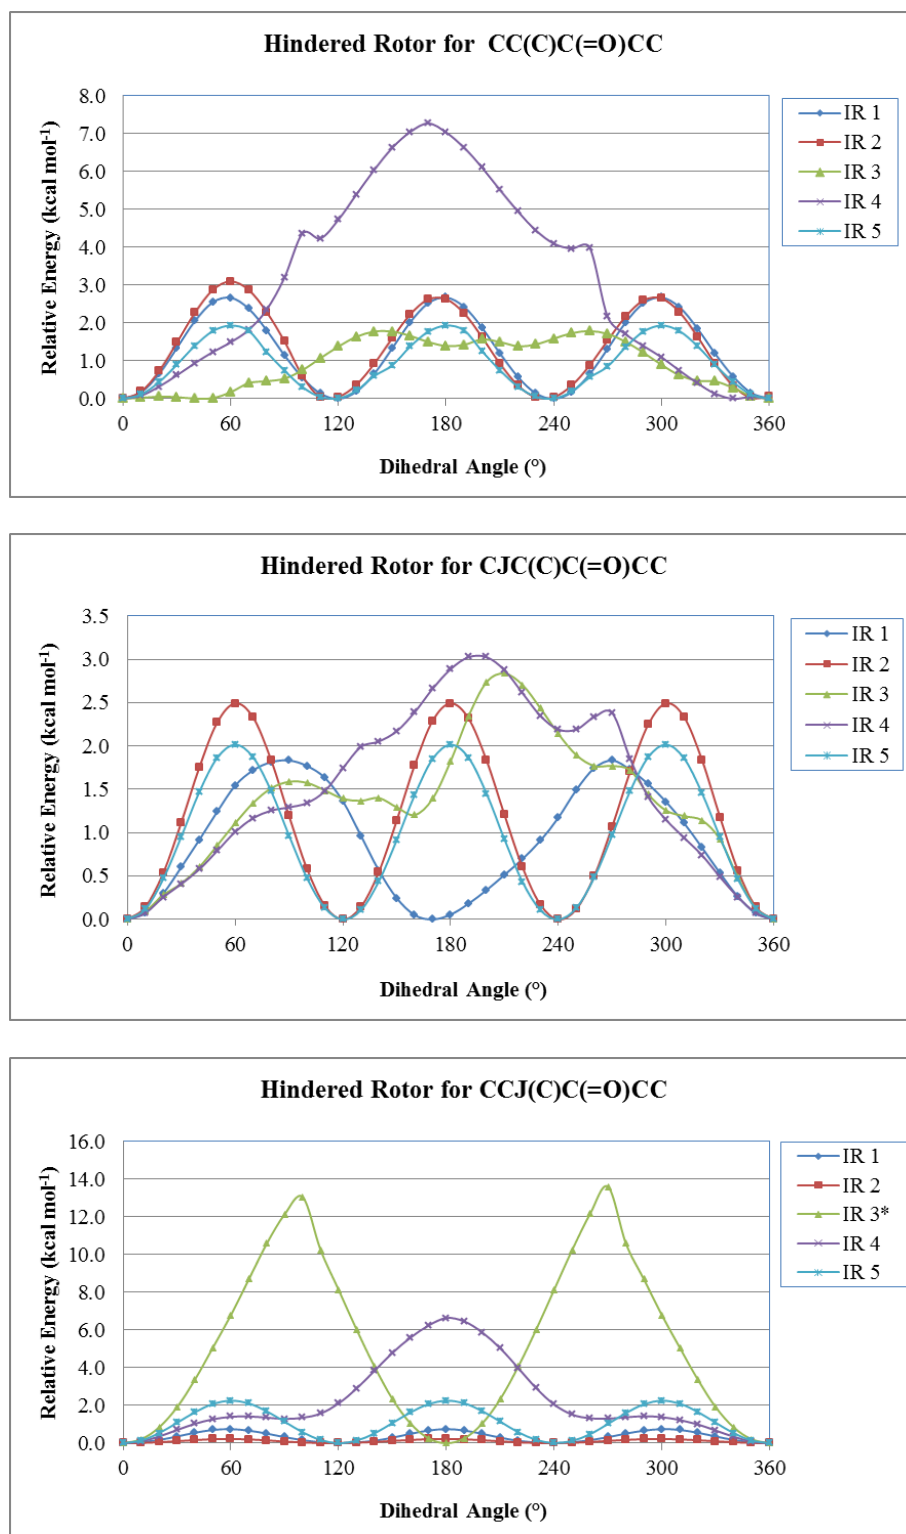 Hindered Rotor for CC(C)C(=O)CC
Relative Energy (kcal mol-1)
8.0
7.0
6.0
5.0
4.0
3.0
2.0
1.0
0.0
0 60 120 180 240 300 360
Dihedral Angle (°)
IR 1
IR 2
IR 3
IR 4
IR 5
Hindered Rotor for CJC(C)C(=O)CC
Relative Energy (kcal mol-1)
3.5
3.0
2.5
2.0
1.5
1.0
0.5
0.0
0 60 120 180 240 300 360
Dihedral Angle (°)
IR 1
IR 2
IR 3
IR 4
IR 5
Hindered Rotor for CCJ(C)C(=O)CC
Relative Energy (kcal mol-1)
16.0
14.0
12.0
10.0
8.0
6.0
4.0
2.0
0.0
0 60 120 180 240 300 360
Dihedral Angle (°)
IR 1
IR 2
IR 3*
IR 4
IR 5